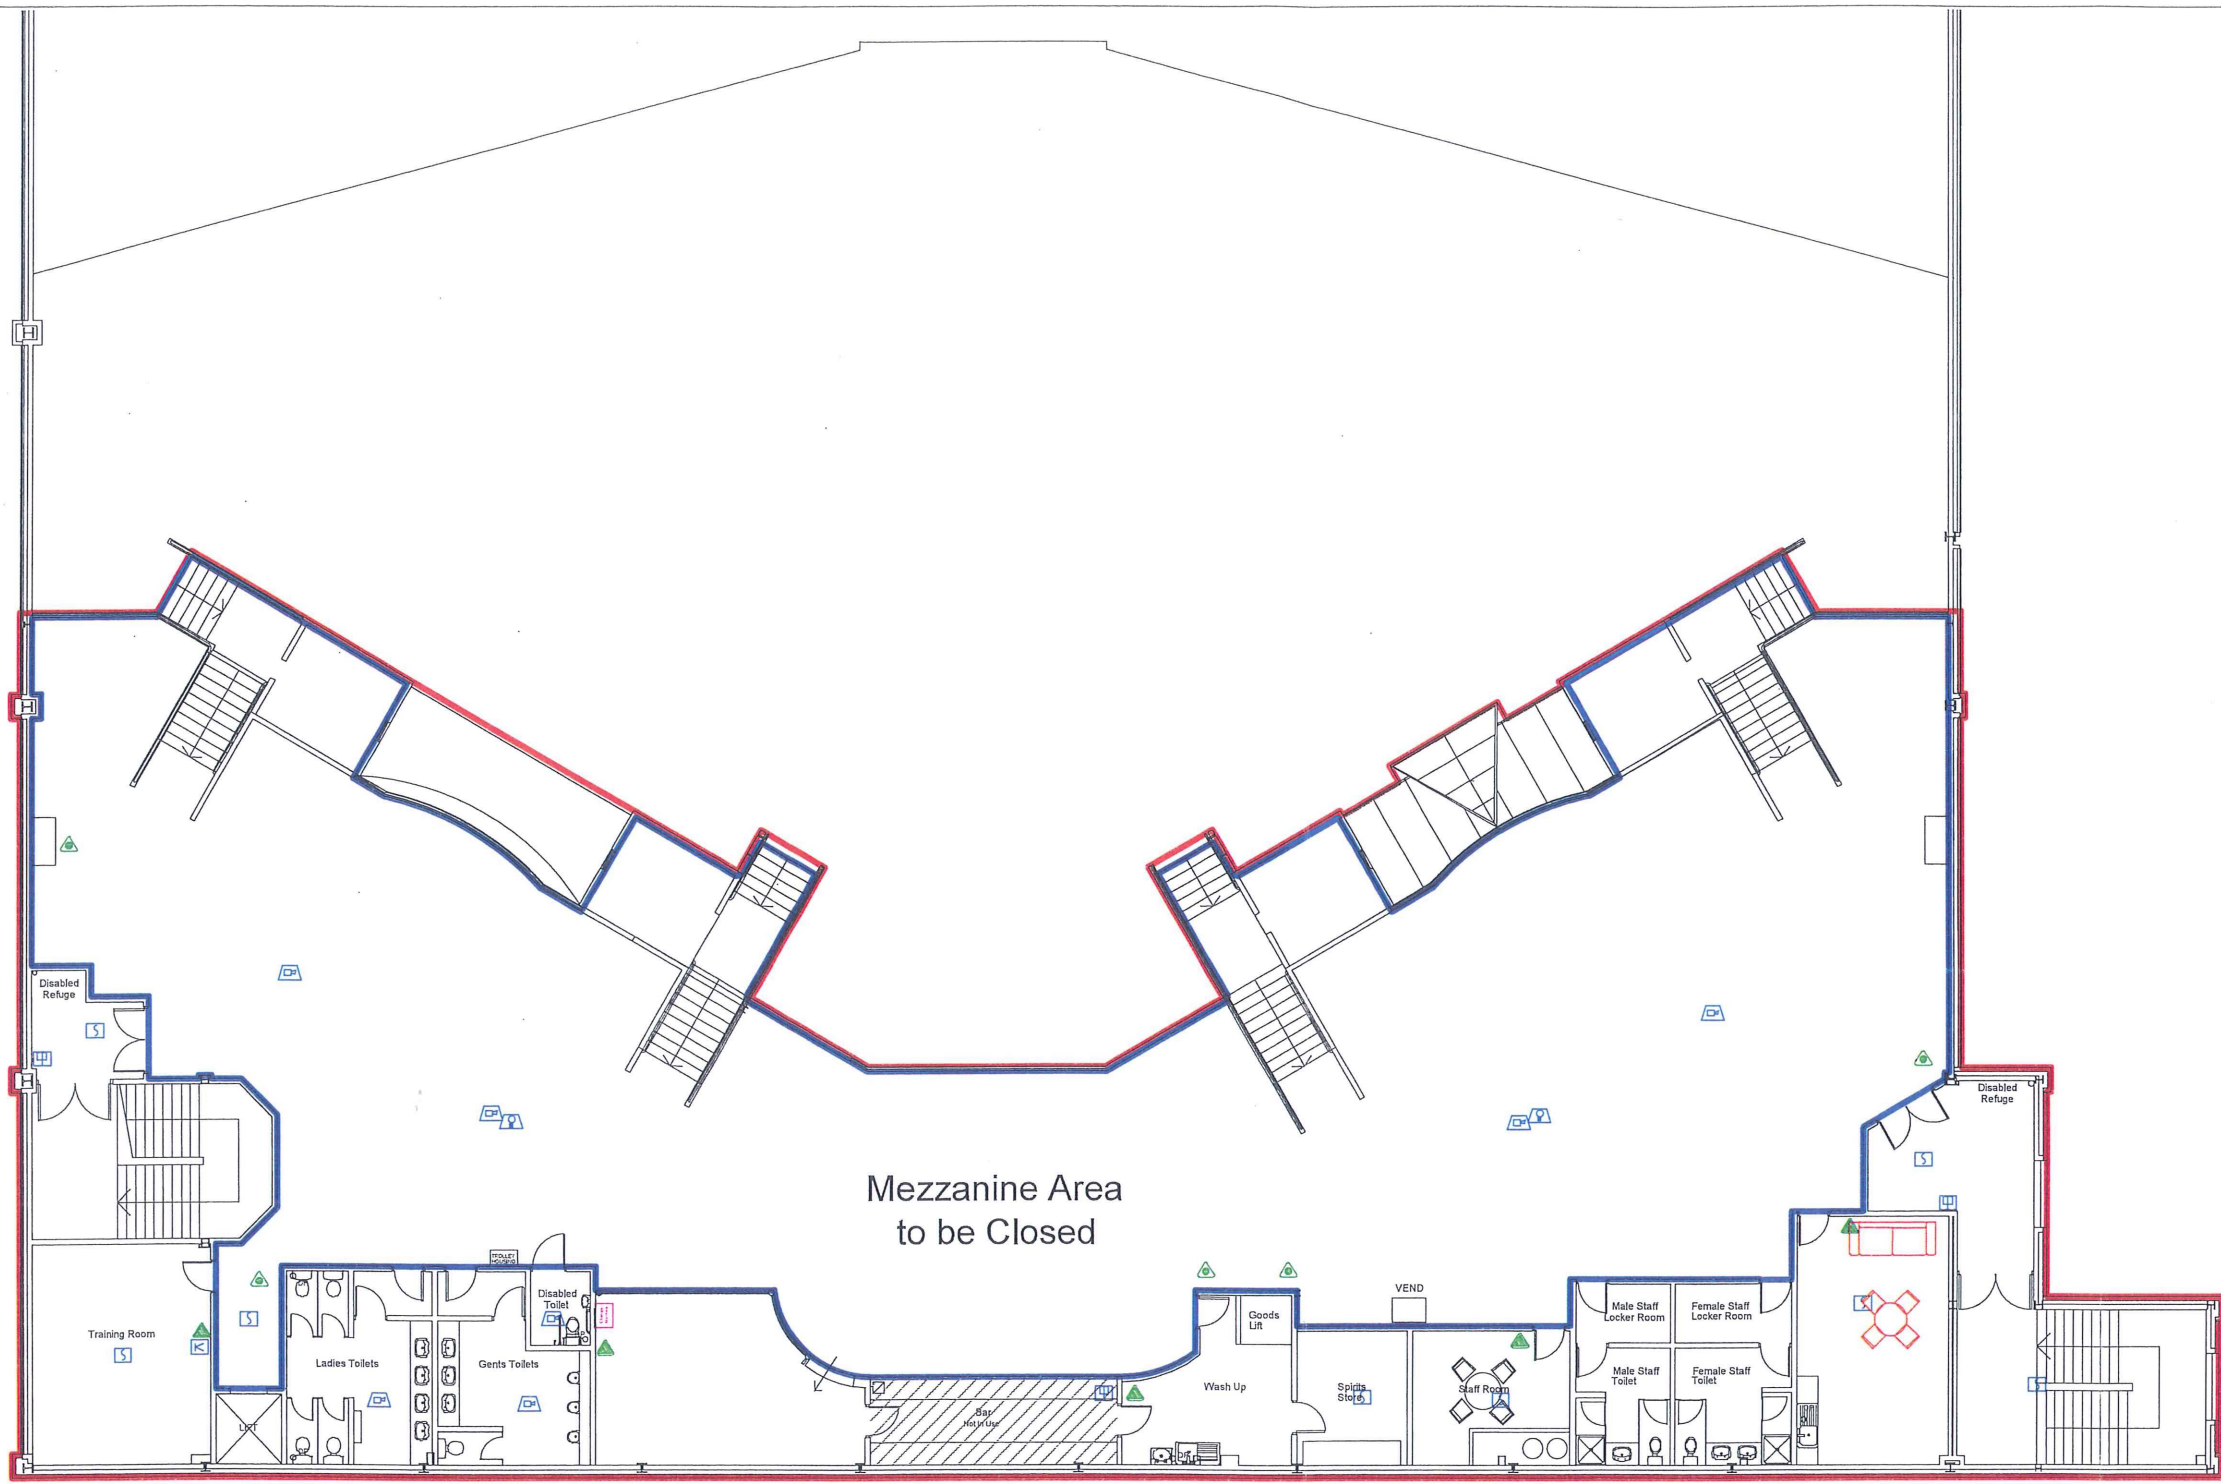 Disabled
Refuge
Disabled
Refuge
Mezzanine Area
to be Closed
TROLLEY
HOUSING
Disabled
Toilet
VEND
Goods
Lift
Male Staff
Locker Room
Female Staff
Locker Room
Training Room
Ladies Toilets
Gents Toilets
Wash Up
Spirits
Store
Staff Room
Male Staff
Toilet
Female Staff
Toilet
Bar
Not In Use
LIFT